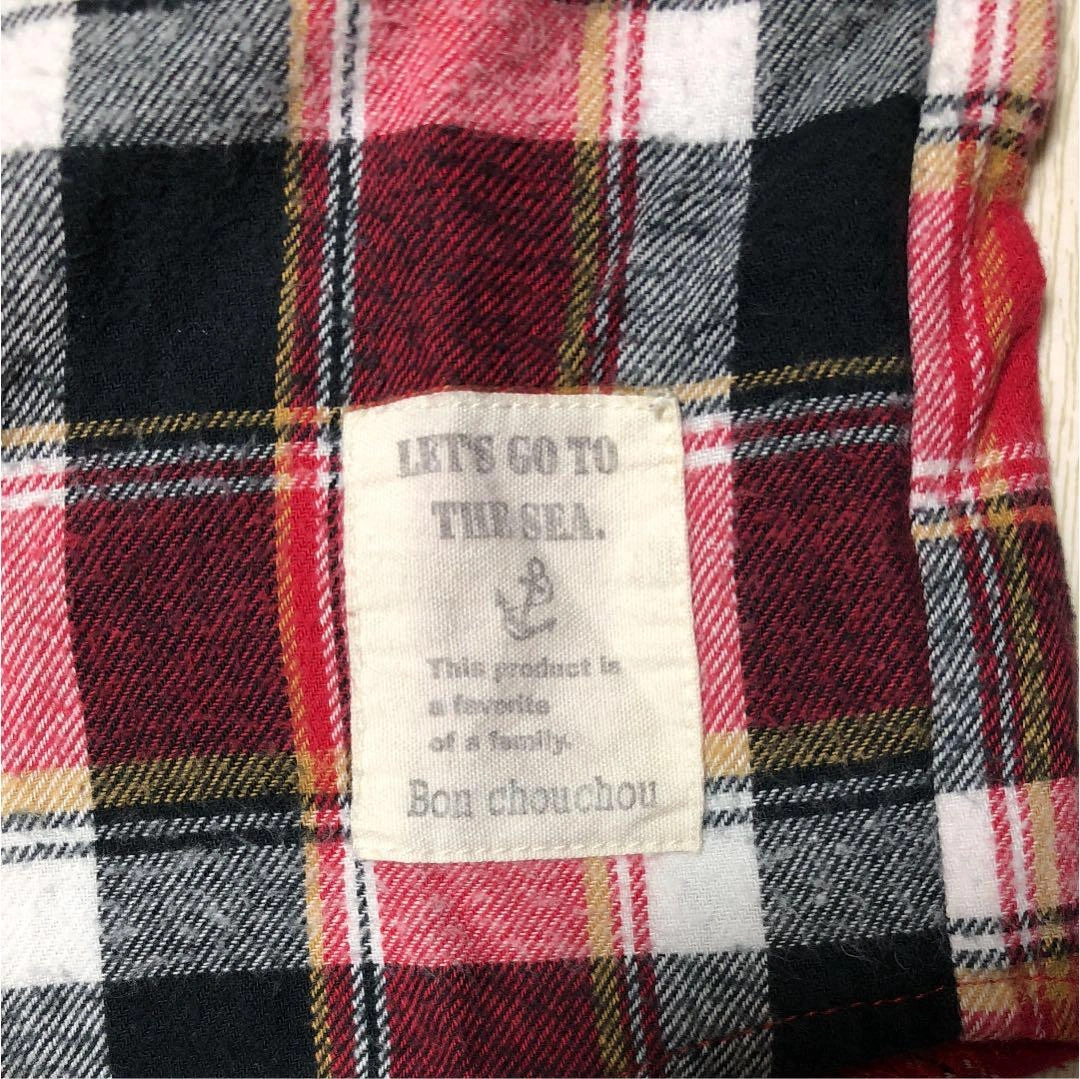 LET'S GO TO
THE SEA.
This product is
a favorite
of a family.
Bon chouchou